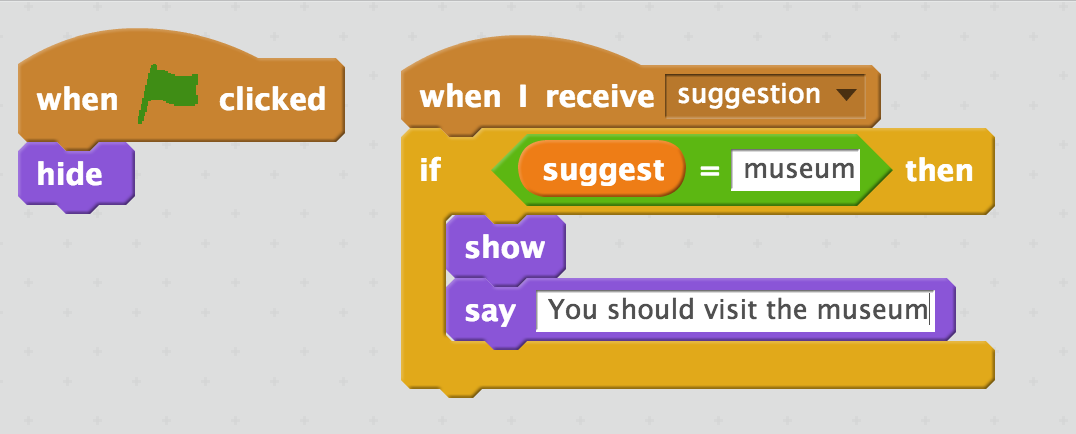 when clicked
hide
when I receive suggestion
if suggest = museum then
show
say You should visit the museum